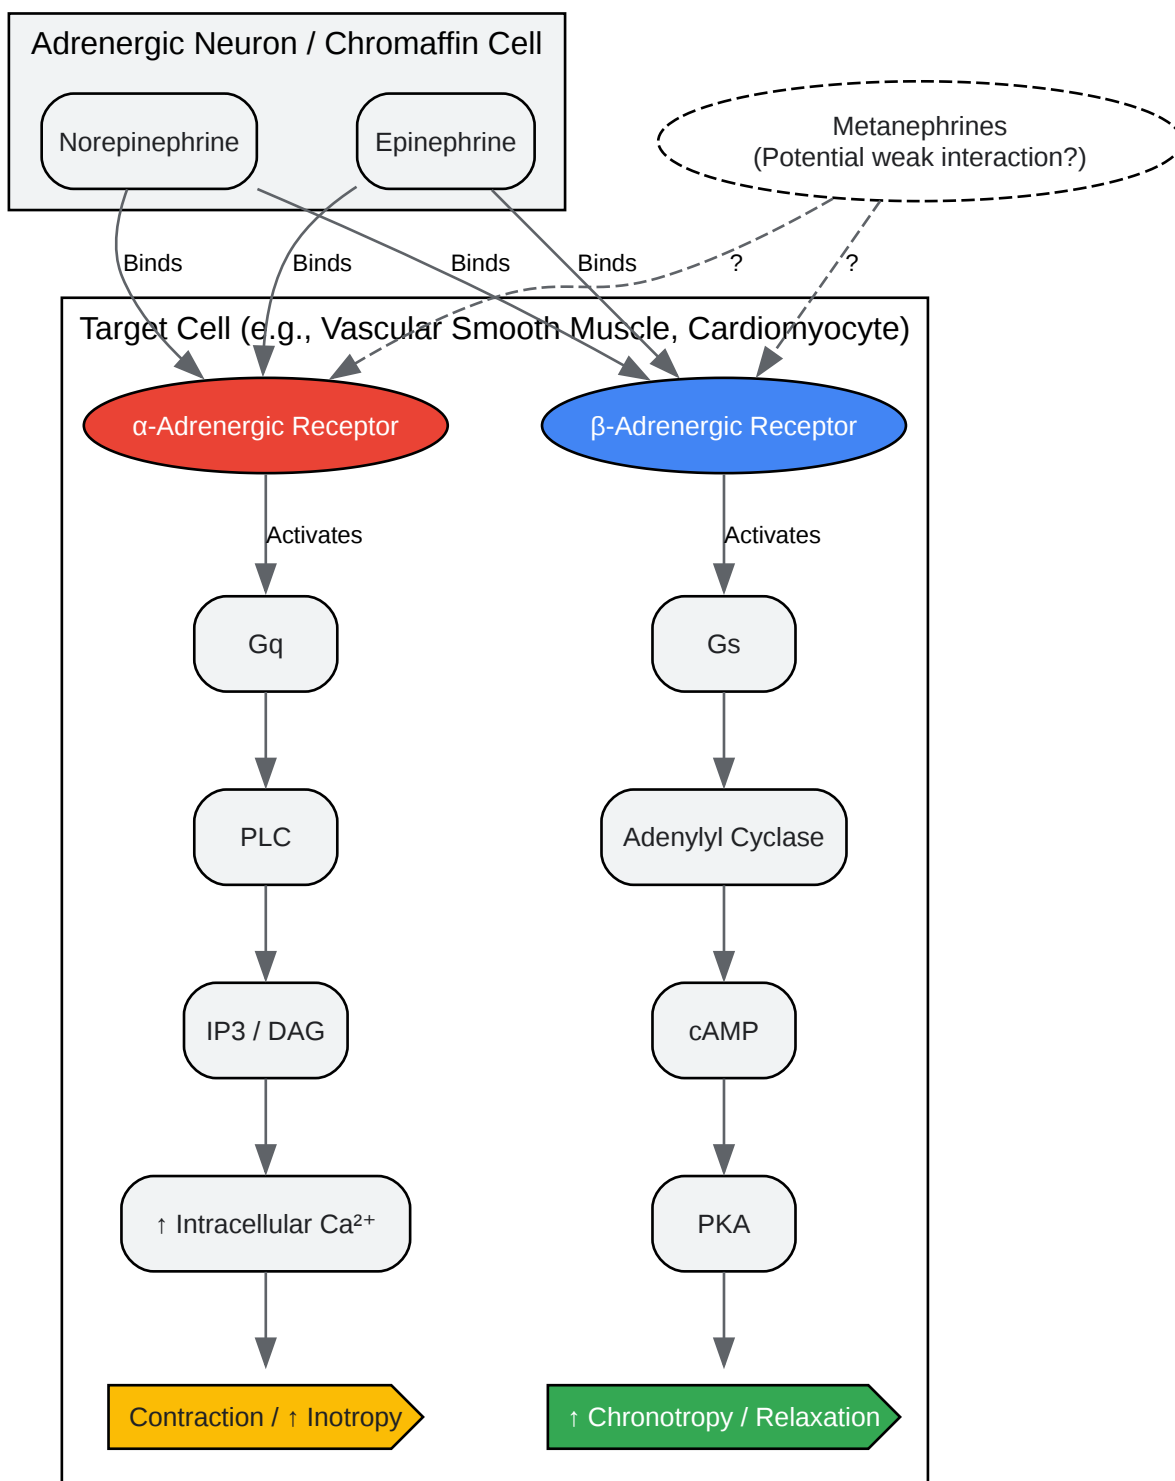 Adrenergic Neuron / Chromaffin Cell
Norepinephrine
Epinephrine
Metanephrines
(Potential weak interaction?)
Binds
Binds
Binds
Binds
?
?
Target Cell (e.g., Vascular Smooth Muscle, Cardiomyocyte)
α-Adrenergic Receptor
β-Adrenergic Receptor
Activates
Activates
Gq
Gs
PLC
Adenylyl Cyclase
IP3 / DAG
cAMP
↑ Intracellular Ca²⁺
PKA
Contraction / ↑ Inotropy
↑ Chronotropy / Relaxation